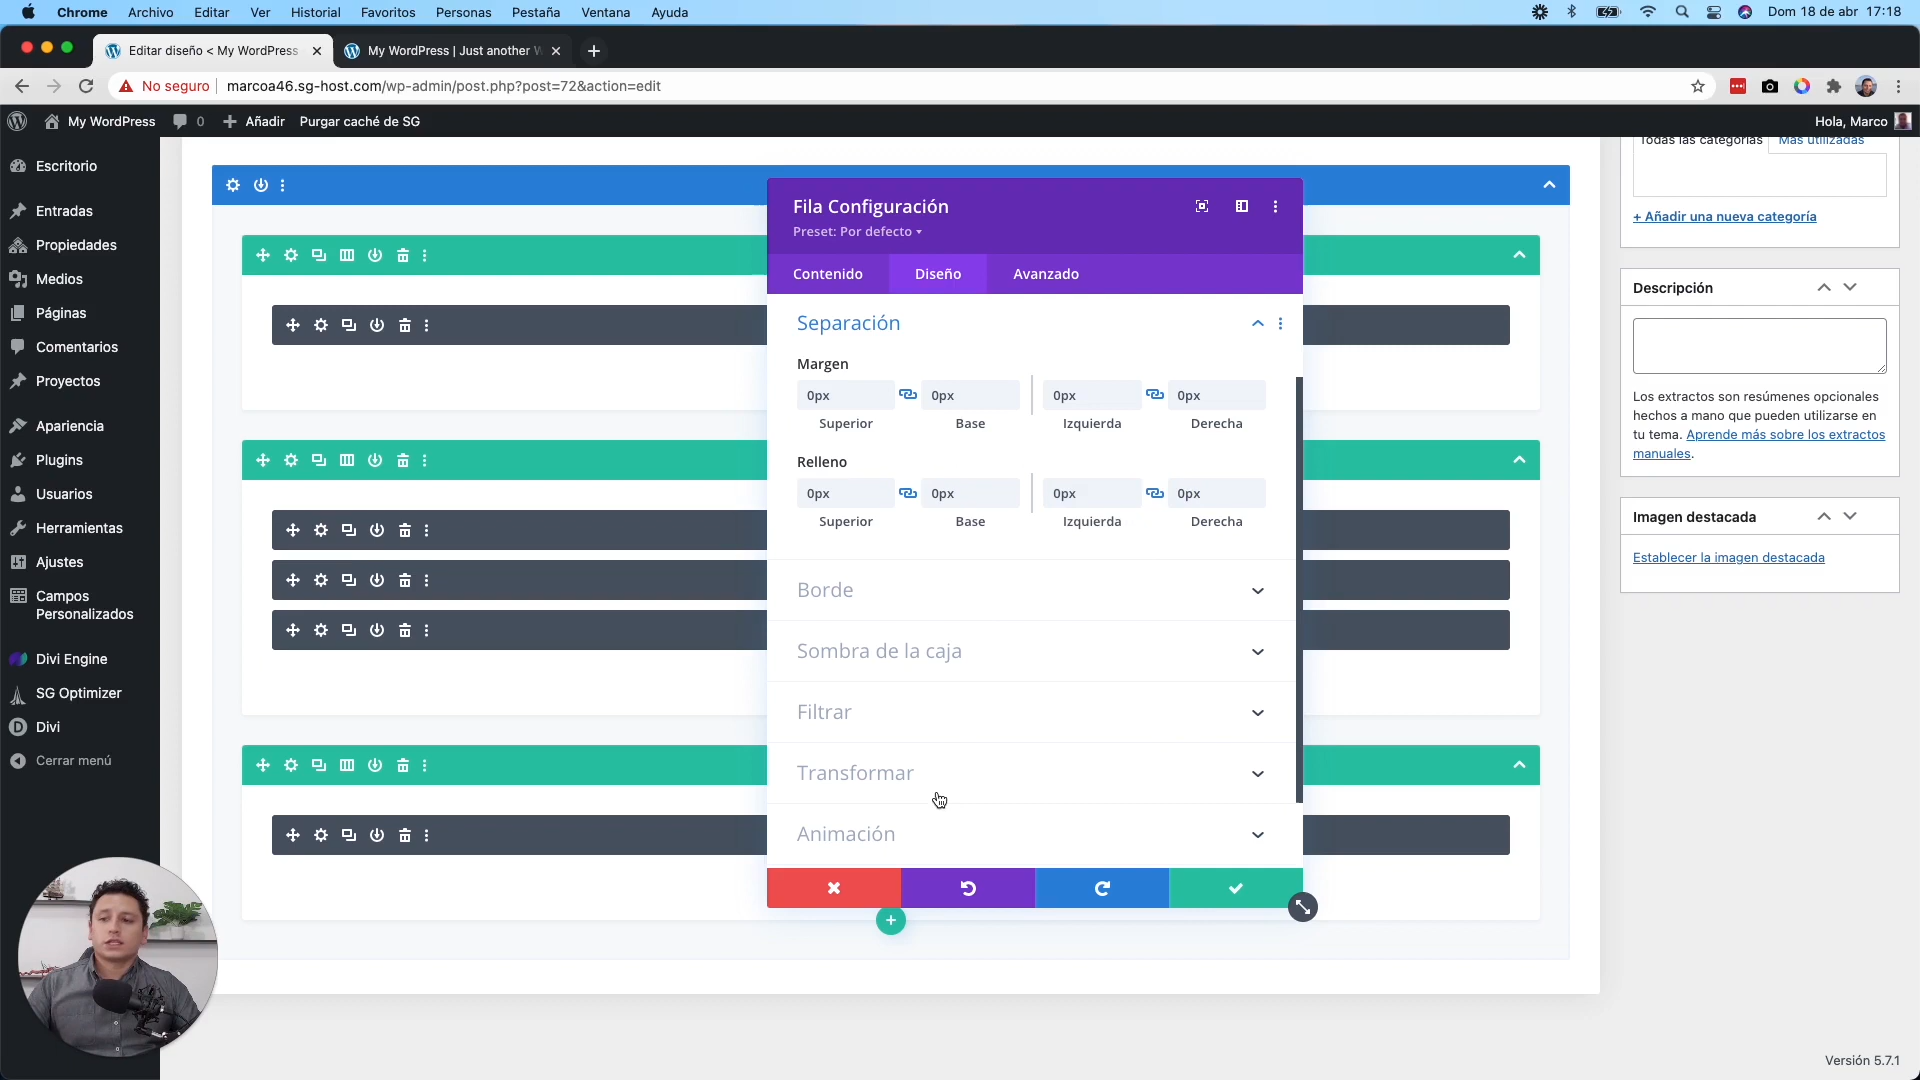 Chrome Archivo Editar Ver Historial Favoritos Personas Pestaña Ventana Ayuda
Dom 18 de abr 17:18
Editar diseño < My WordPress
My WordPress | Just another W
No seguro marcoa46.sg-host.com/wp-admin/post.php?post=72&action=edit
My WordPress 0 Añadir Purgar caché de SG
Hola, Marco
Escritorio
Entradas
Propiedades
Medios
Páginas
Comentarios
Proyectos
Apariencia
Plugins
Usuarios
Herramientas
Ajustes
Campos
Personalizados
Divi Engine
SG Optimizer
Divi
Cerrar menú
Fila Configuración
Preset: Por defecto
Contenido Diseño Avanzado
Separación
Margen
0px 0px 0px 0px
Superior Base Izquierda Derecha
Relleno
0px 0px 0px 0px
Superior Base Izquierda Derecha
Borde
Sombra de la caja
Filtrar
Transformar
Animación
Todas las categorías Más utilizadas
+ Añadir una nueva categoría
Descripción
Los extractos son resúmenes opcionales
hechos a mano que pueden utilizarse en
tu tema. Aprende más sobre los extractos
manuales.
Imagen destacada
Establecer la imagen destacada
Versión 5.7.1